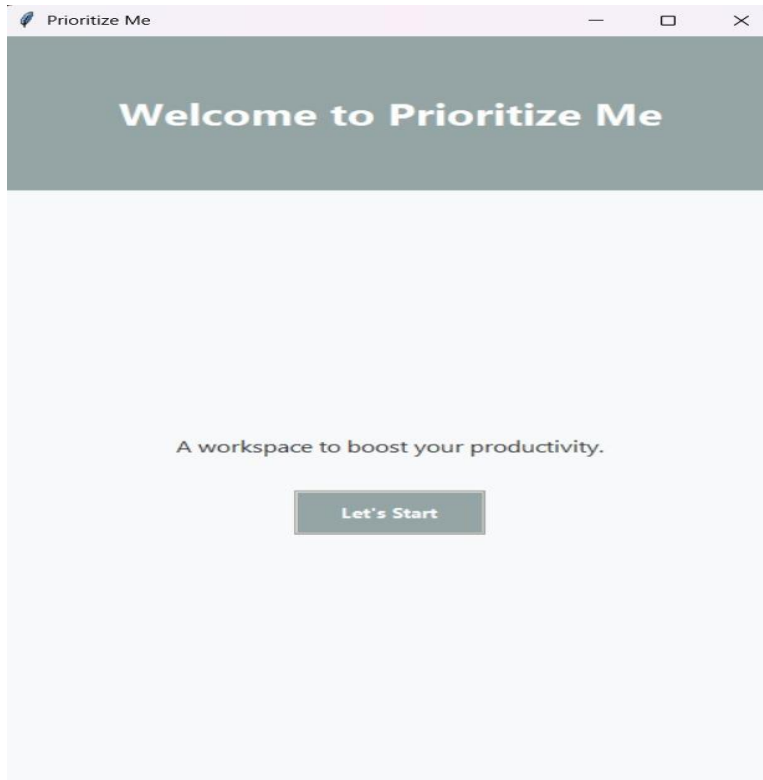 Prioritize Me
Welcome to Prioritize Me
A workspace to boost your productivity.
Let's Start